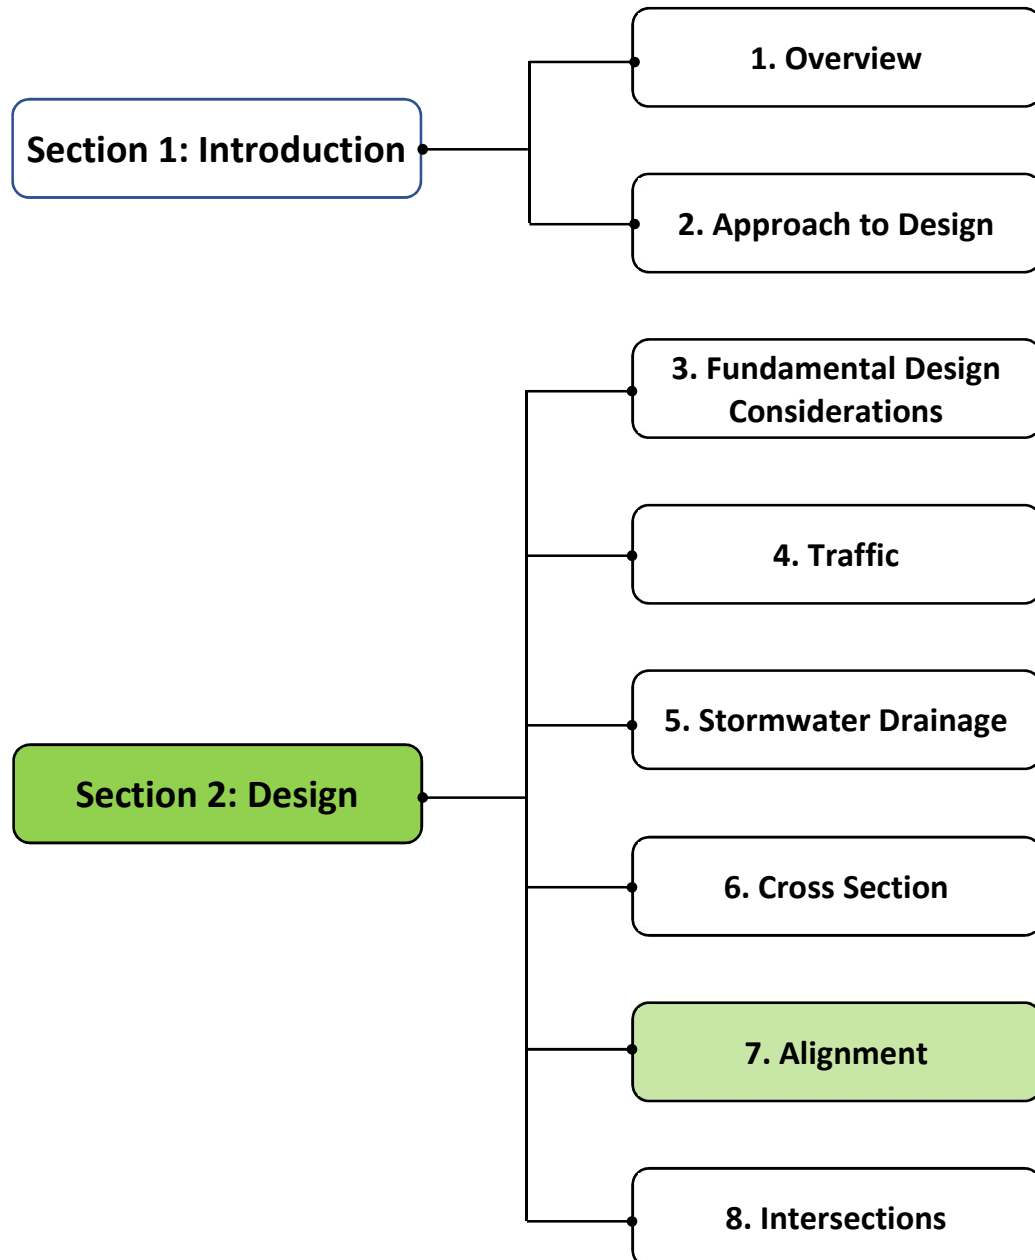 Section 1: Introduction
1. Overview
2. Approach to Design
Section 2: Design
3. Fundamental Design
Considerations
4. Traffic
5. Stormwater Drainage
6. Cross Section
7. Alignment
8. Intersections